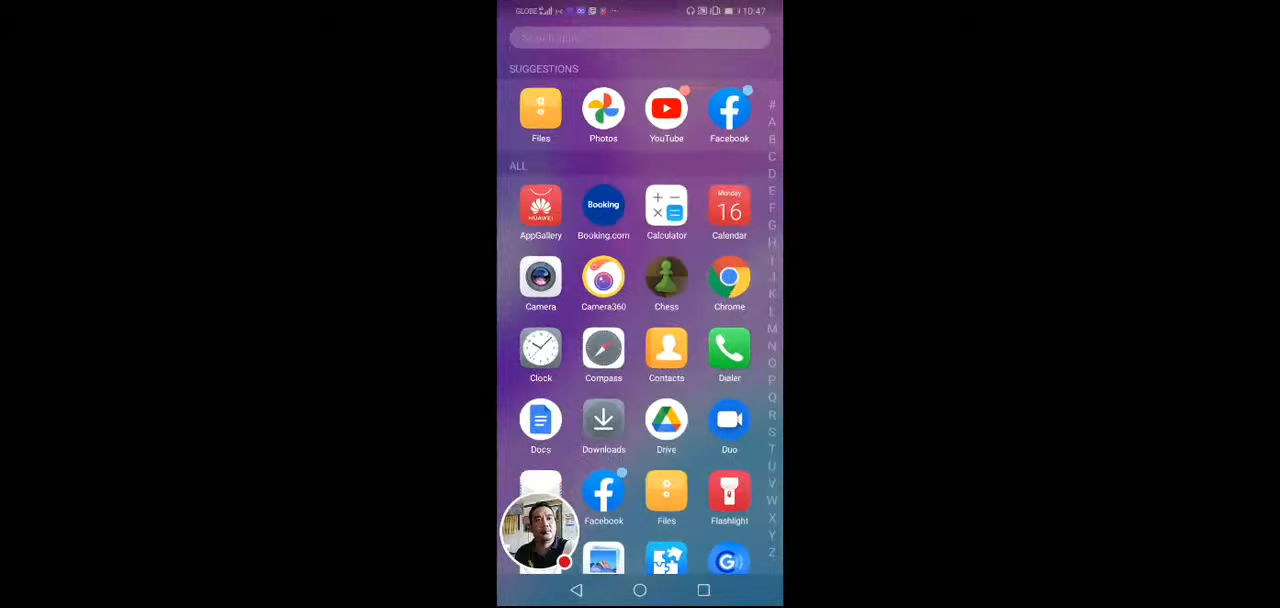 GLOBE 10:47
Search apps
SUGGESTIONS
Files Photos YouTube Facebook
ALL
HUAWEI Booking Monday 16
AppGallery Booking.com Calculator Calendar
Camera Camera360 Chess Chrome
Clock Compass Contacts Dialer
Docs Downloads Drive Duo
Facebook Files Flashlight
G
#
A
B
C
D
E
F
G
H
I
J
K
L
M
N
O
P
Q
R
S
T
U
V
W
X
Y
Z